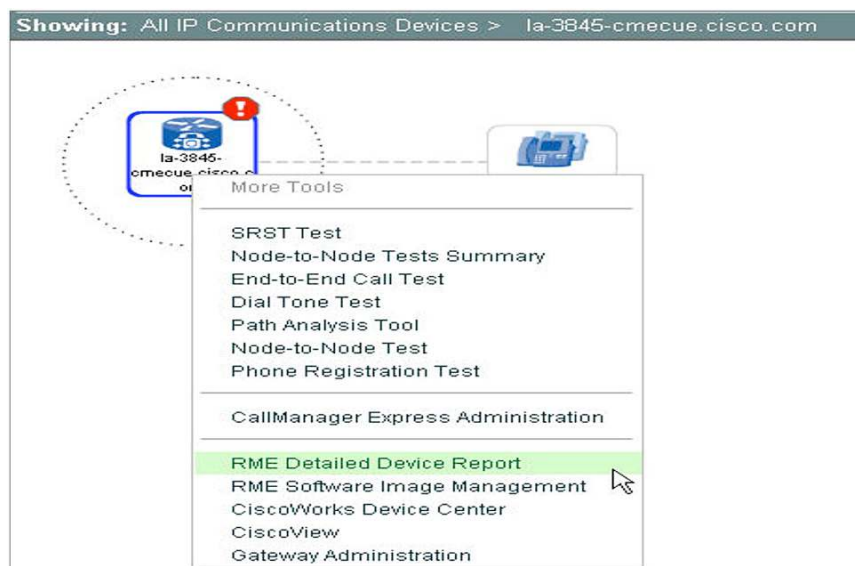 Showing: All IP Communications Devices > la-3845-cmecue.cisco.com
la-3845-
cmecue.cisco.c
More Tools
SRST Test
Node-to-Node Tests Summary
End-to-End Call Test
Dial Tone Test
Path Analysis Tool
Node-to-Node Test
Phone Registration Test
CallManager Express Administration
RME Detailed Device Report
RME Software Image Management
CiscoWorks Device Center
CiscoView
Gateway Administration